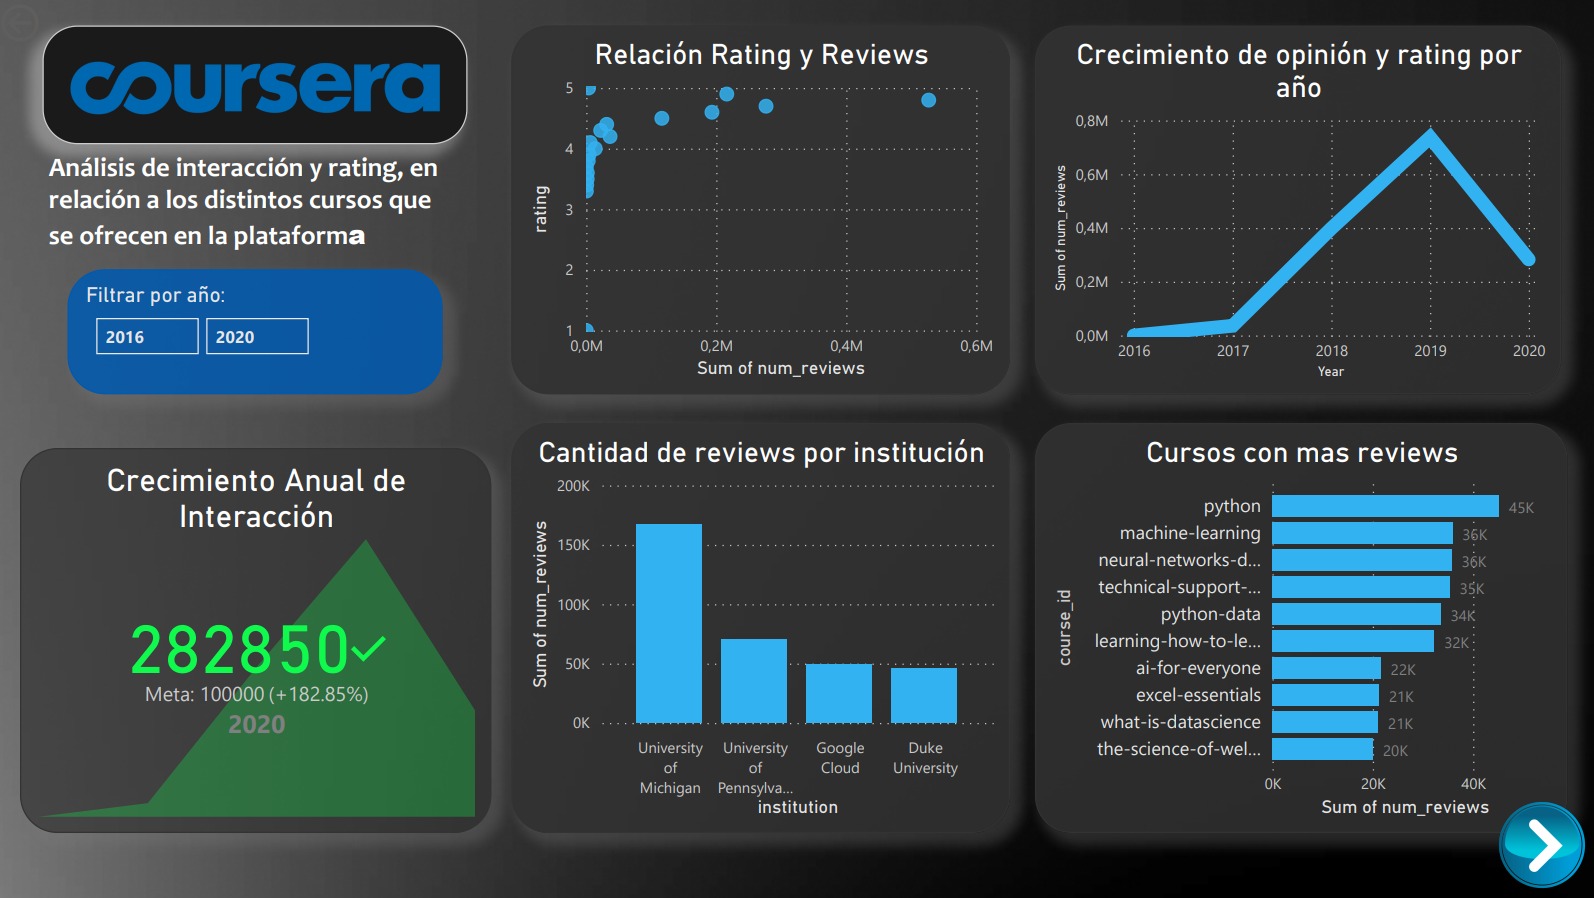 coursera
Análisis de interacción y rating, en
relación a los distintos cursos que
se ofrecen en la plataforma
Filtrar por año:
2016
2020
Relación Rating y Reviews
rating
5
4
3
2
1
0,0M
0,2M
0,4M
0,6M
Sum of num_reviews
Crecimiento de opinión y rating por
año
Sum of num_reviews
0,8M
0,6M
0,4M
0,2M
0,0M
2016
2017
2018
2019
2020
Year
Crecimiento Anual de
Interacción
282850
Meta: 100000 (+182.85%)
2020
Cantidad de reviews por institución
Sum of num_reviews
200K
150K
100K
50K
0K
University
of
Michigan
University
of
Pennsylva...
Google
Cloud
Duke
University
institution
Cursos con mas reviews
course_id
python
45K
machine-learning
36K
neural-networks-d...
36K
technical-support-...
35K
python-data
34K
learning-how-to-le...
32K
ai-for-everyone
22K
excel-essentials
21K
what-is-datascience
21K
the-science-of-wel...
20K
0K
20K
40K
Sum of num_reviews